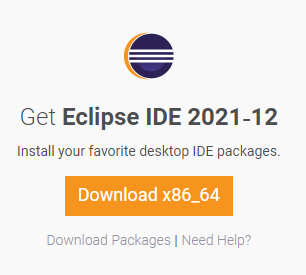 Get Eclipse IDE 2021-12
Install your favorite desktop IDE packages.
Download x86_64
Download Packages | Need Help?